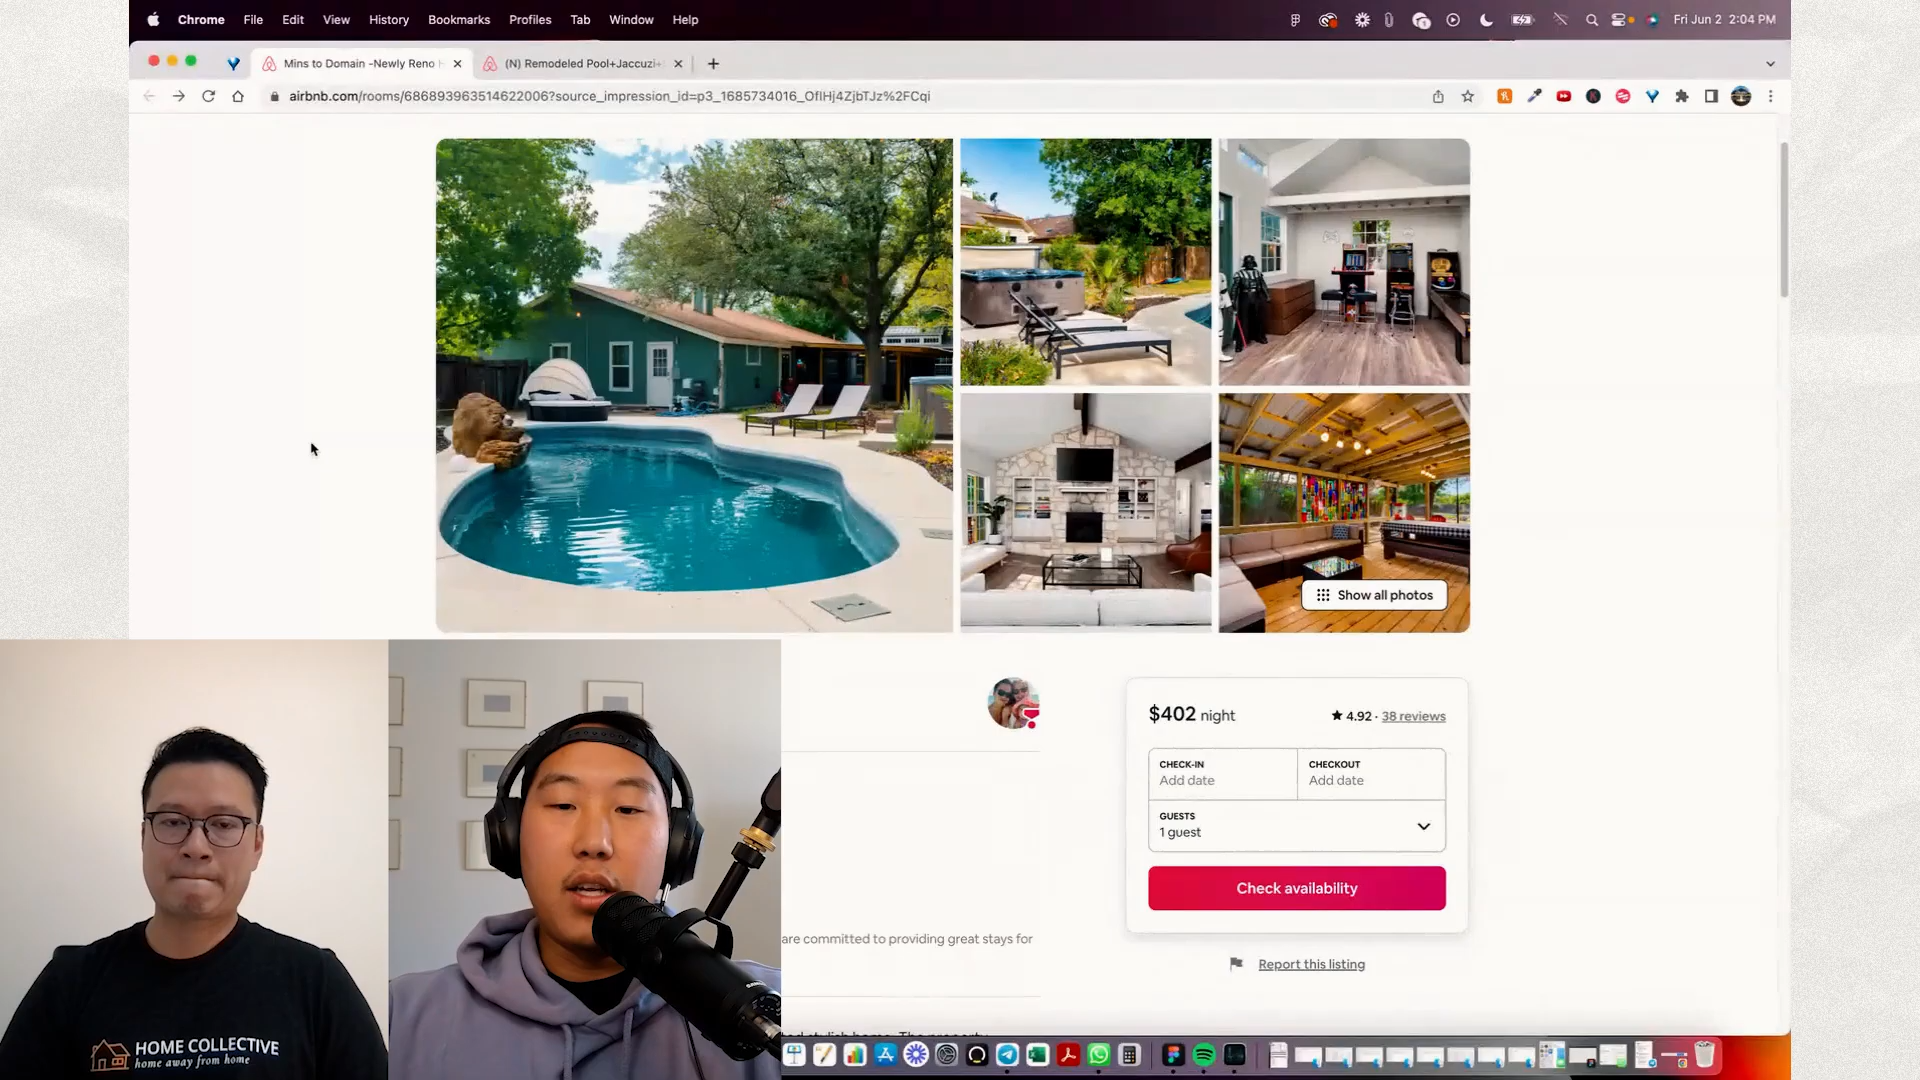 Chrome File Edit View History Bookmarks Profiles Tab Window Help
Fri Jun 2 2:04 PM
Mins to Domain -Newly Reno
(N) Remodeled Pool+Jaccuzi+
airbnb.com/rooms/686893963514622006?source_impression_id=p3_1685734016_OflHj4ZjbTJz%2FCqi
Show all photos
$402 night
★ 4.92 · 38 reviews
CHECK-IN
Add date
CHECKOUT
Add date
GUESTS
1 guest
Check availability
are committed to providing great stays for
Report this listing
HOME COLLECTIVE
home away from home